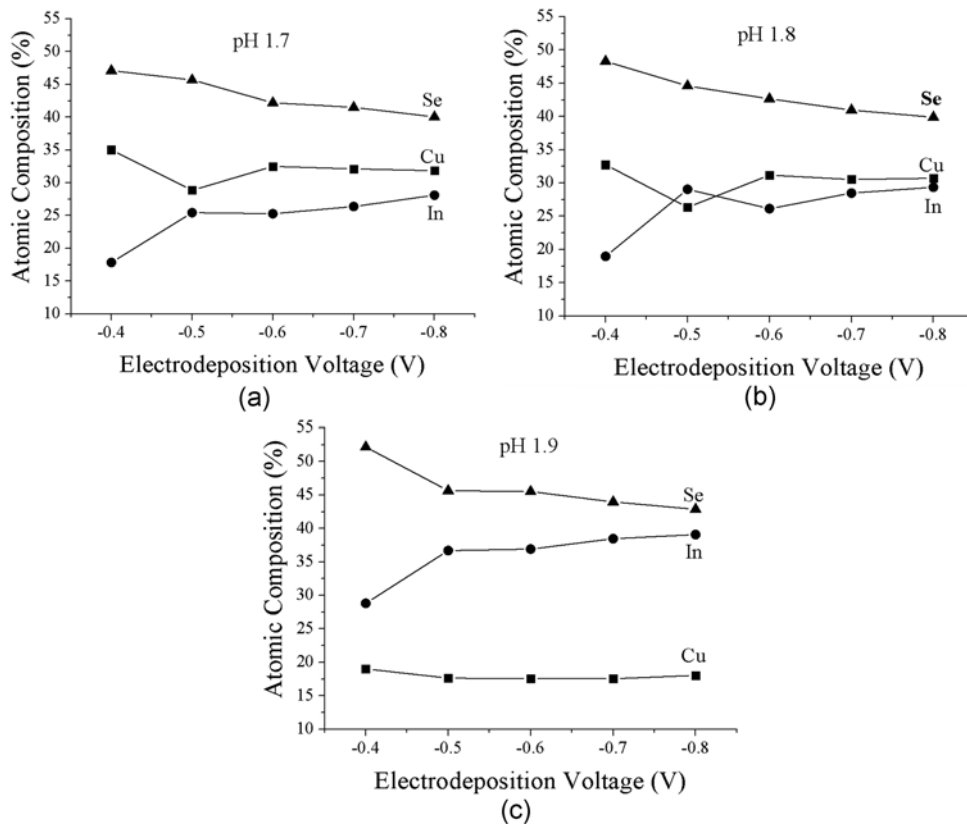 pH 1.7
Atomic Composition (%)
55
50
45
40
35
30
25
20
15
10
Se
Cu
In
-0.4 -0.5 -0.6 -0.7 -0.8
Electrodeposition Voltage (V)
(a)
pH 1.8
Atomic Composition (%)
55
50
45
40
35
30
25
20
15
10
Se
Cu
In
-0.4 -0.5 -0.6 -0.7 -0.8
Electrodeposition Voltage (V)
(b)
pH 1.9
Atomic Composition (%)
55
50
45
40
35
30
25
20
15
10
Se
In
Cu
-0.4 -0.5 -0.6 -0.7 -0.8
Electrodeposition Voltage (V)
(c)